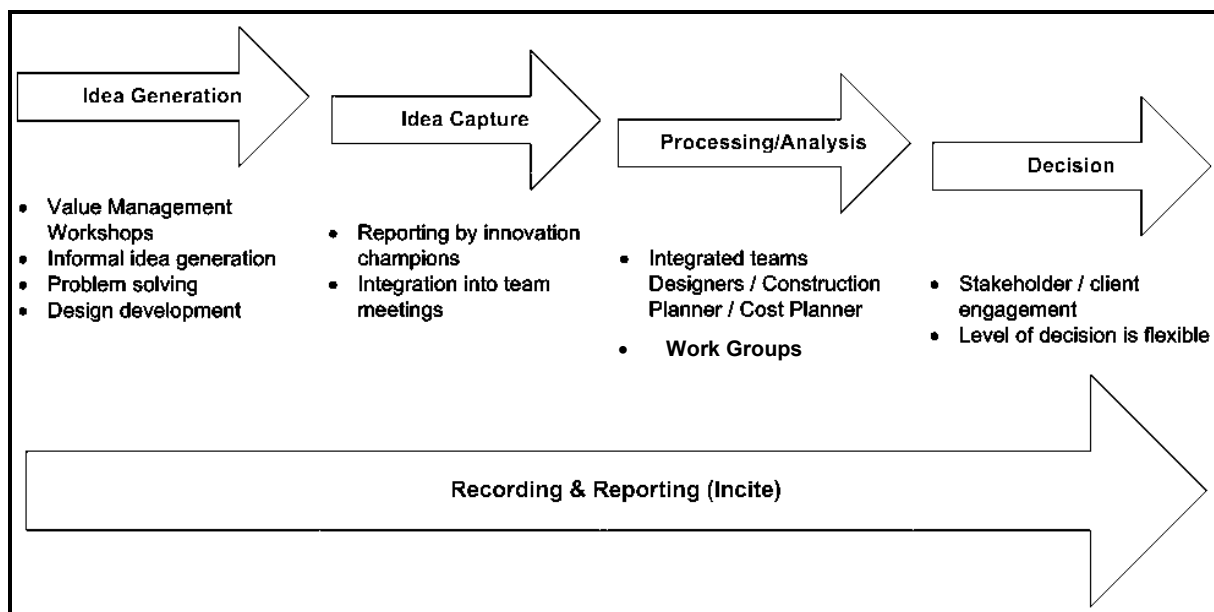 Idea Generation
Idea Capture
Processing/Analysis
Decision
• Value Management
Workshops
• Informal idea generation
• Problem solving
• Design development
• Reporting by innovation
champions
• Integration into team
meetings
• Integrated teams
Designers / Construction
Planner / Cost Planner
• Work Groups
• Stakeholder / client
engagement
• Level of decision is flexible
Recording & Reporting (Incite)